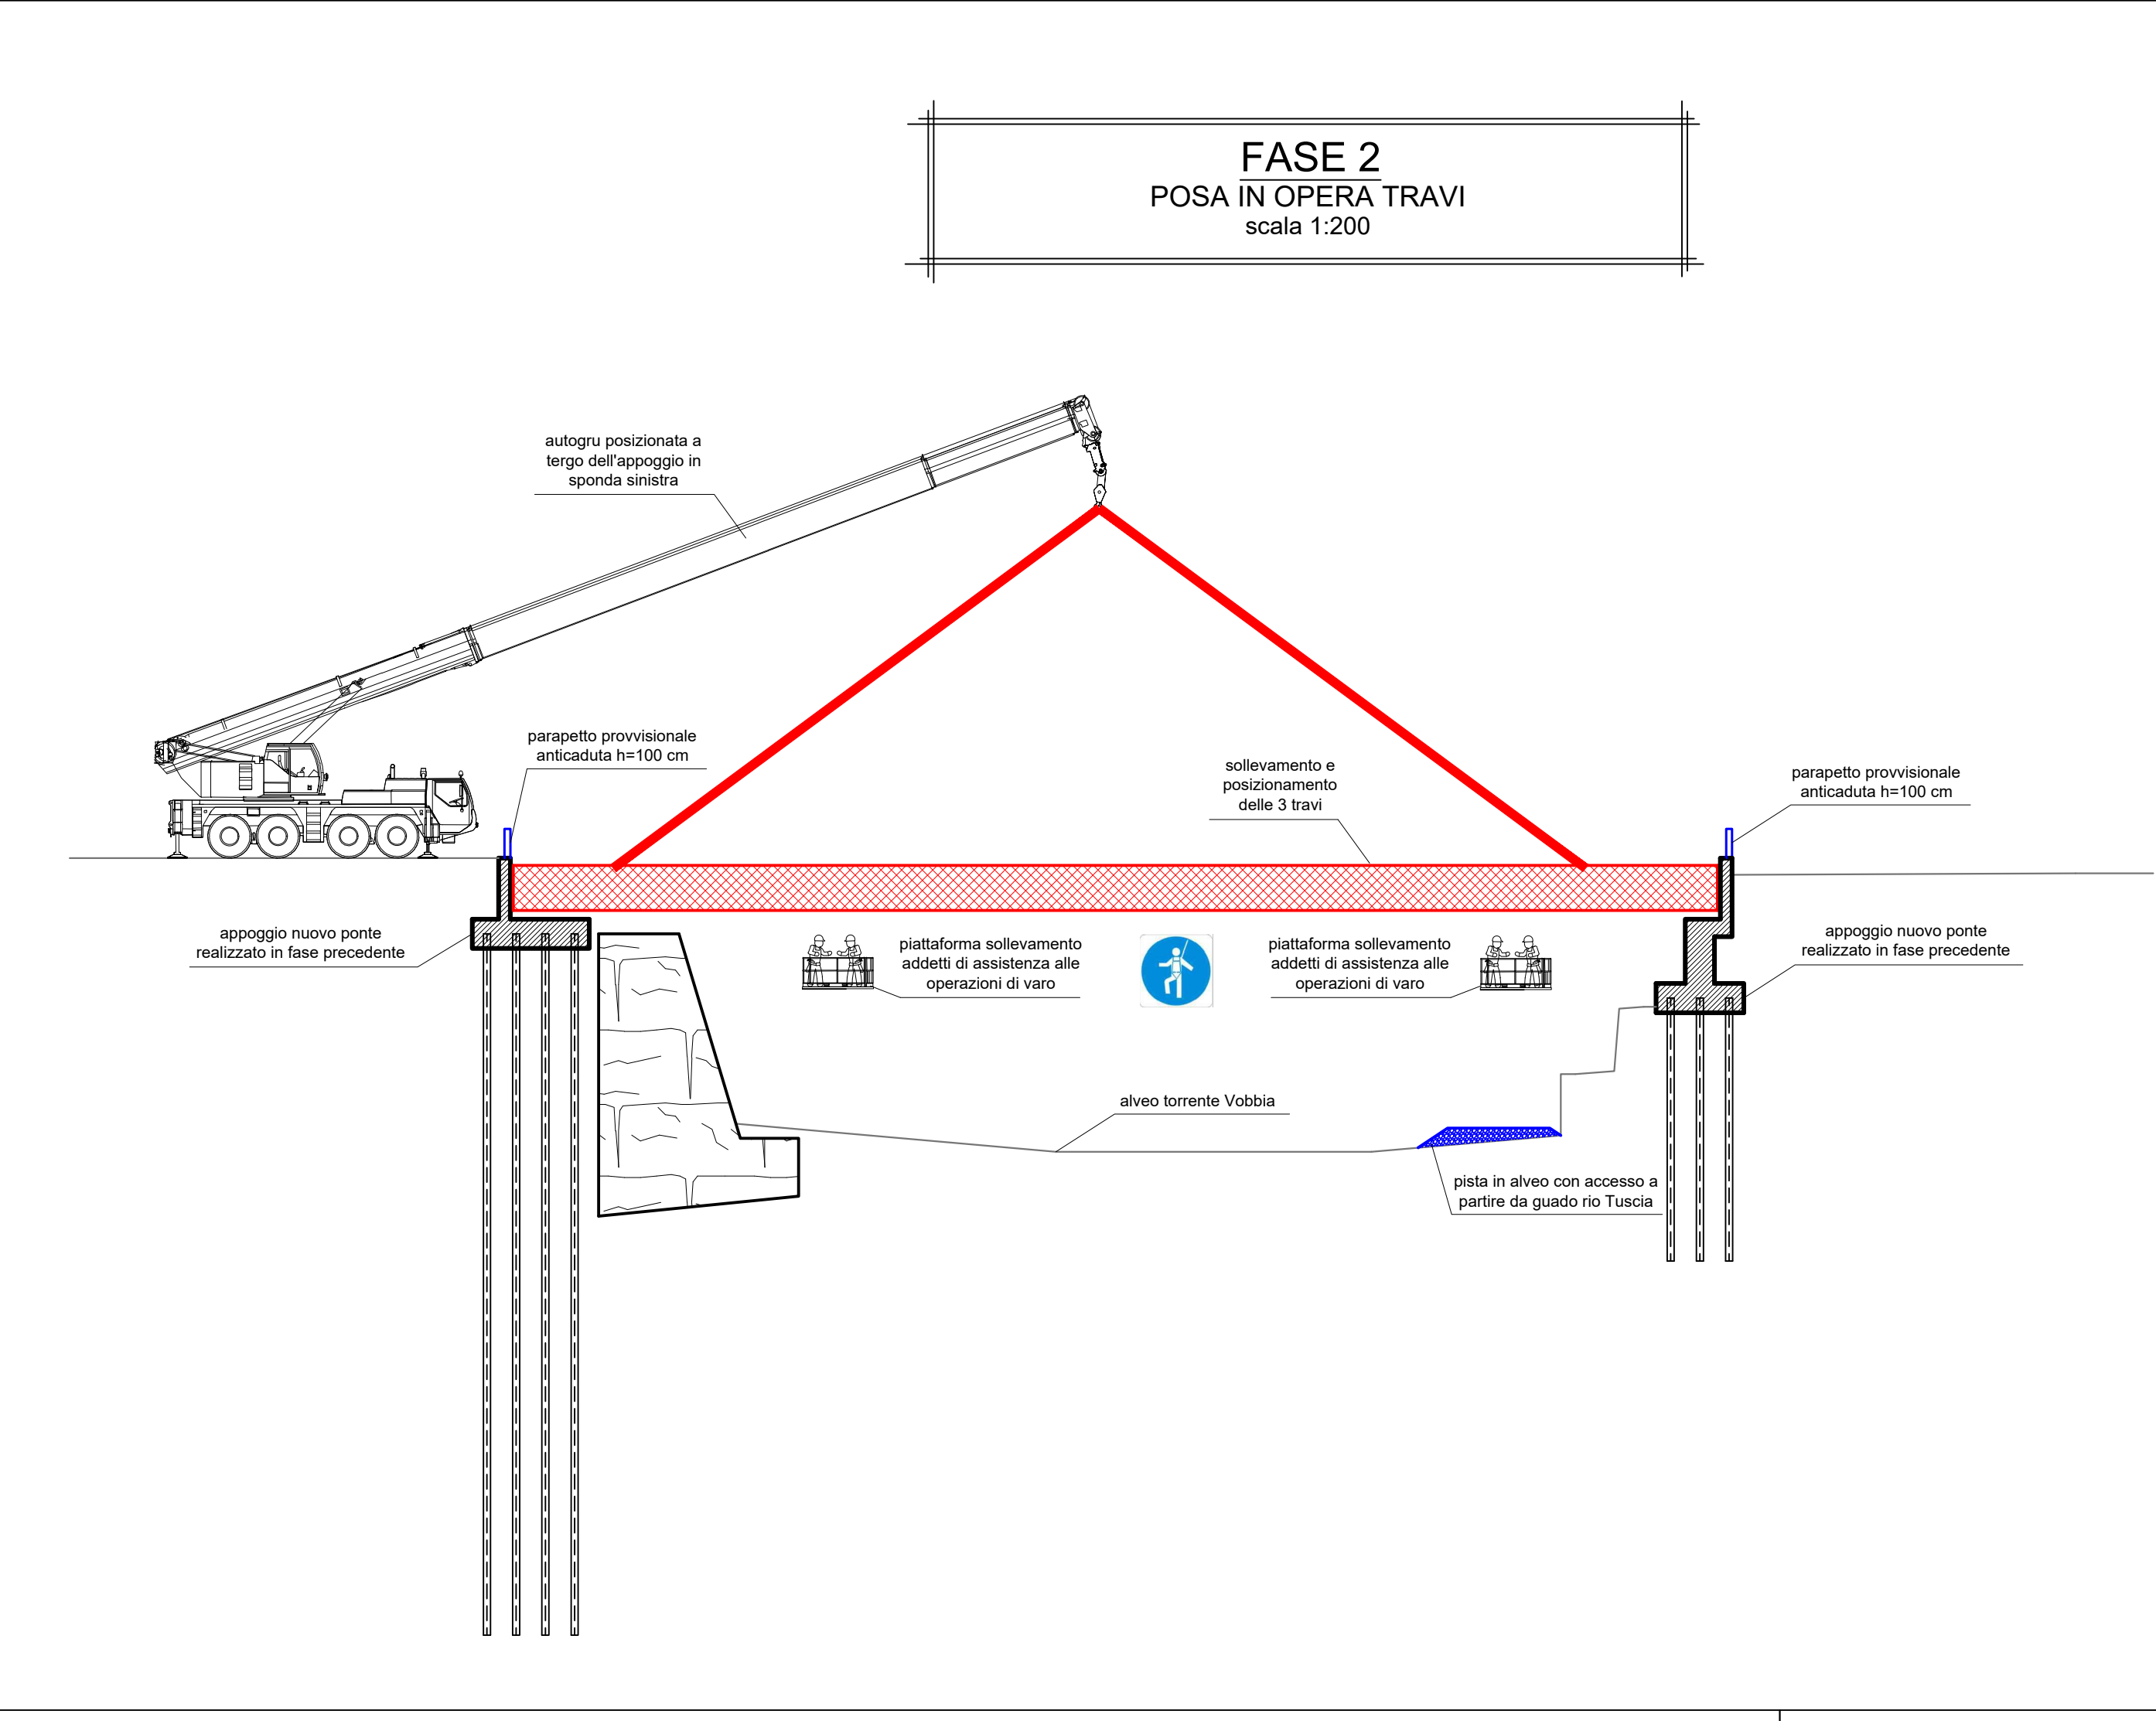 FASE 2
POSA IN OPERA TRAVI
scala 1:200
autogru posizionata a
tergo dell'appoggio in
sponda sinistra
parapetto provvisionale
anticaduta h=100 cm
sollevamento e
posizionamento
delle 3 travi
parapetto provvisionale
anticaduta h=100 cm
appoggio nuovo ponte
realizzato in fase precedente
piattaforma sollevamento
addetti di assistenza alle
operazioni di varo
piattaforma sollevamento
addetti di assistenza alle
operazioni di varo
appoggio nuovo ponte
realizzato in fase precedente
alveo torrente Vobbia
pista in alveo con accesso a
partire da guado rio Tuscia